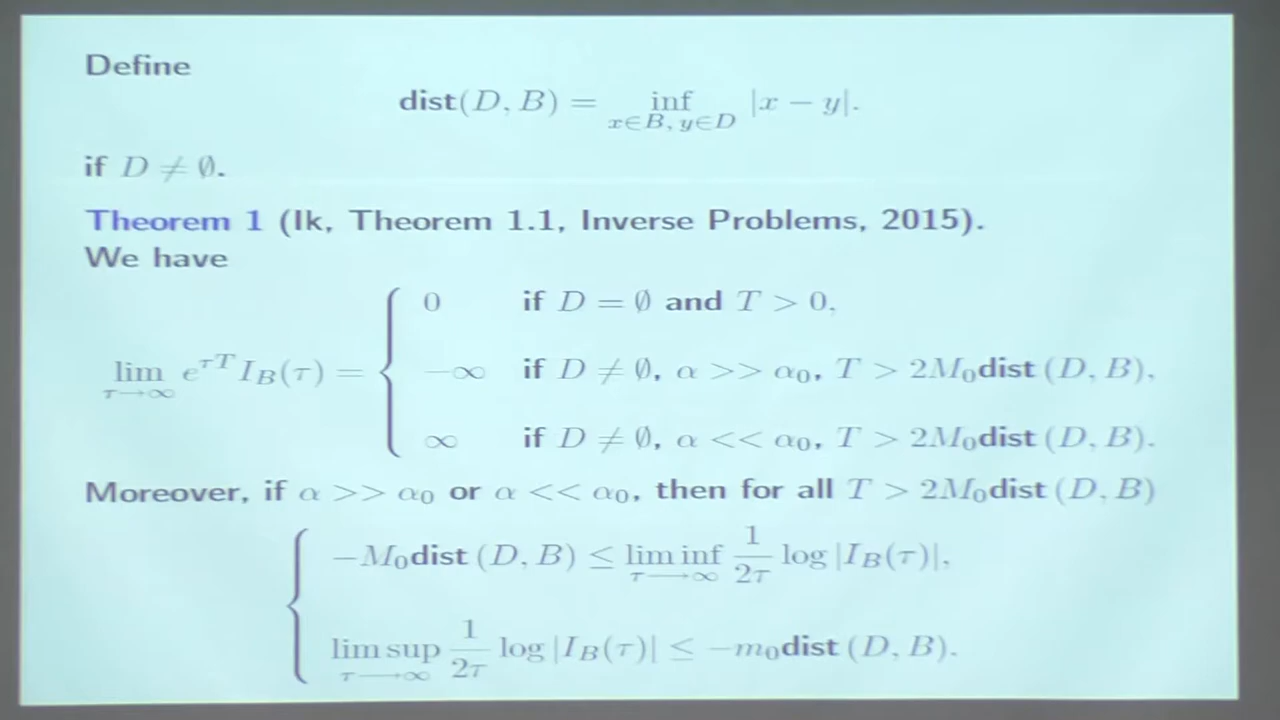 Define
dist(D, B) = inf_{x∈B, y∈D} |x − y|.
if D ≠ ∅.
Theorem 1 (Ik, Theorem 1.1, Inverse Problems, 2015).
We have
lim_{τ⟶∞} e^{τT} I_B(τ) = {
0 if D = ∅ and T > 0,
−∞ if D ≠ ∅, α >> α_0, T > 2M_0dist (D, B),
∞ if D ≠ ∅, α << α_0, T > 2M_0dist (D, B).
Moreover, if α >> α_0 or α << α_0, then for all T > 2M_0dist (D, B)
{ −M_0dist (D, B) ≤ lim inf_{τ⟶∞} 1/2τ log |I_B(τ)|,
lim sup_{τ⟶∞} 1/2τ log |I_B(τ)| ≤ −m_0dist (D, B).